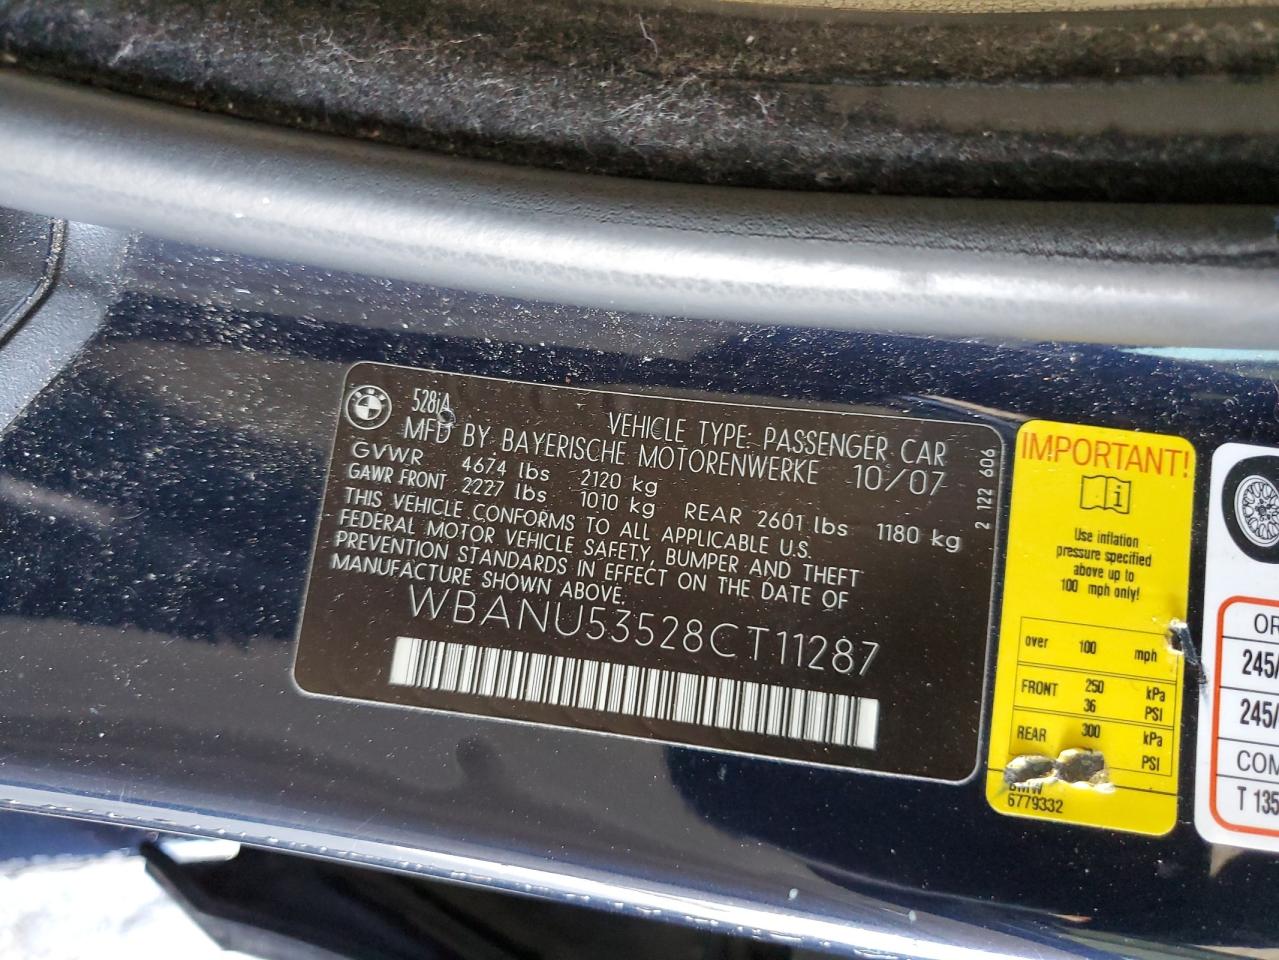 528iA
VEHICLE TYPE: PASSENGER CAR
MFD BY BAYERISCHE MOTORENWERKE 10/07
GVWR 4674 lbs 2120 kg
GAWR FRONT 2227 lbs 1010 kg REAR 2601 lbs 1180 kg
THIS VEHICLE CONFORMS TO ALL APPLICABLE U.S.
FEDERAL MOTOR VEHICLE SAFETY, BUMPER AND THEFT
PREVENTION STANDARDS IN EFFECT ON THE DATE OF
MANUFACTURE SHOWN ABOVE.
WBANU53528CT11287
2 122 606
IMPORTANT!
i
Use inflation
pressure specified
above up to
100 mph only!
over 100 mph
FRONT 250 kPa
36 PSI
REAR 300 kPa
PSI
BMW
6779332
OR
245/
245/
COM
T 135